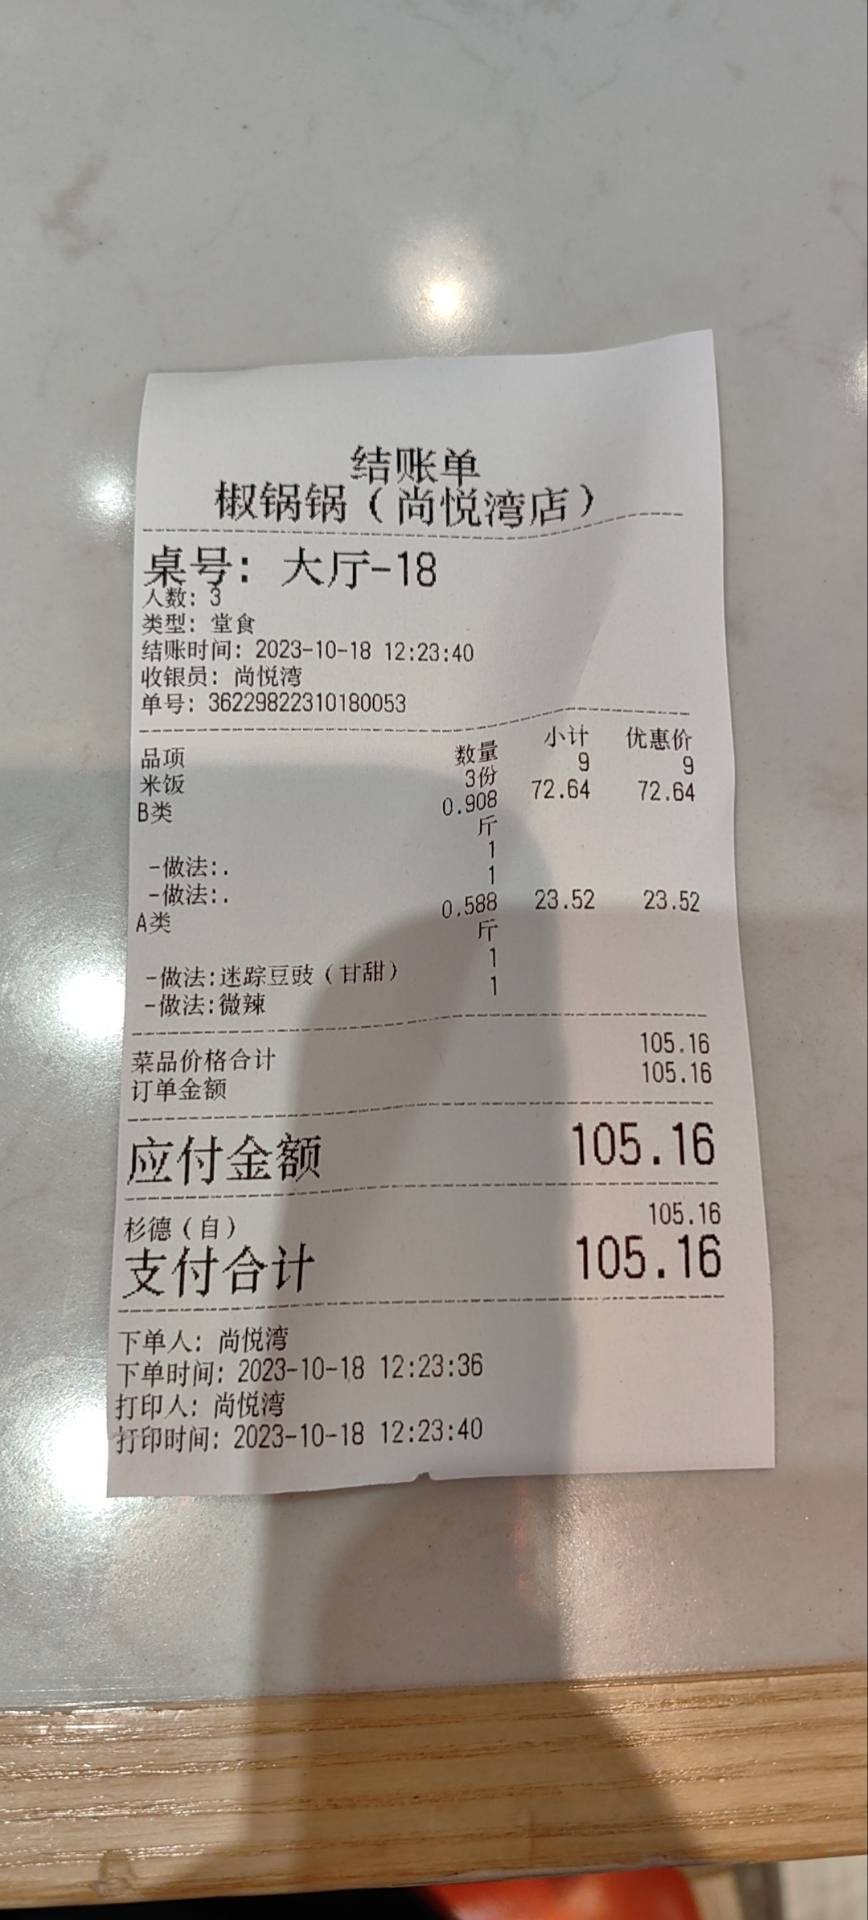 结账单
椒锅锅（尚悦湾店）
桌号: 大厅-18
人数: 3
类型: 堂食
结账时间: 2023-10-18 12:23:40
收银员: 尚悦湾
单号: 36229822310180053
品项 数量 小计 优惠价
米饭 3份 9 9
B类 0.908 72.64 72.64
斤
-做法:. 1
-做法:. 1
A类 0.588 23.52 23.52
斤
-做法:迷踪豆豉（甘甜） 1
-做法:微辣 1
菜品价格合计 105.16
订单金额 105.16
应付金额 105.16
杉德（自） 105.16
支付合计 105.16
下单人: 尚悦湾
下单时间: 2023-10-18 12:23:36
打印人: 尚悦湾
打印时间: 2023-10-18 12:23:40